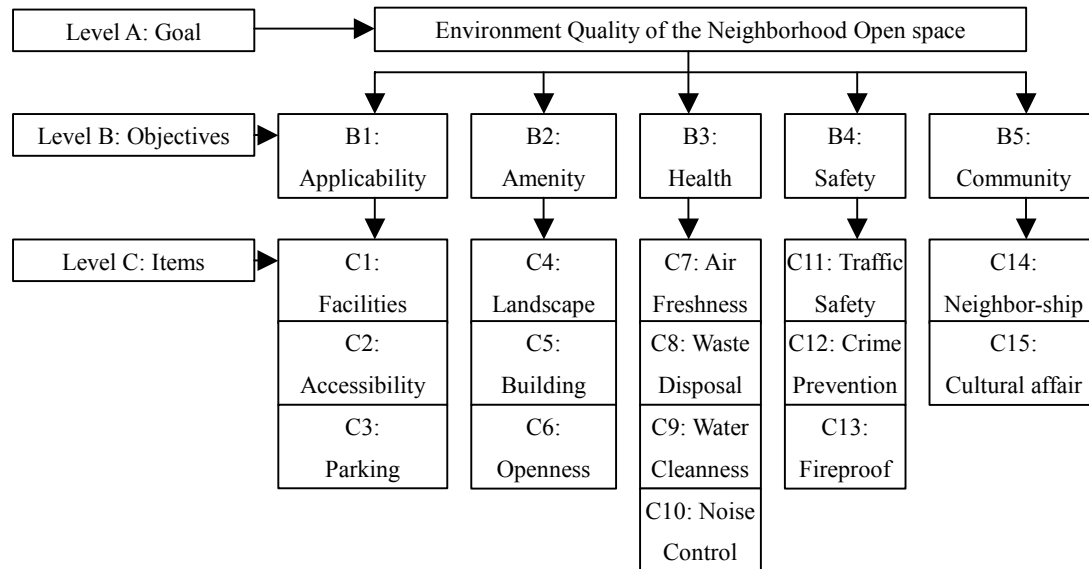 Level A: Goal
Environment Quality of the Neighborhood Open space
Level B: Objectives
B1:
Applicability
B2:
Amenity
B3:
Health
B4:
Safety
B5:
Community
Level C: Items
C1:
Facilities
C2:
Accessibility
C3:
Parking
C4:
Landscape
C5:
Building
C6:
Openness
C7: Air
Freshness
C8: Waste
Disposal
C9: Water
Cleanness
C10: Noise
Control
C11: Traffic
Safety
C12: Crime
Prevention
C13:
Fireproof
C14:
Neighbor-ship
C15:
Cultural affair